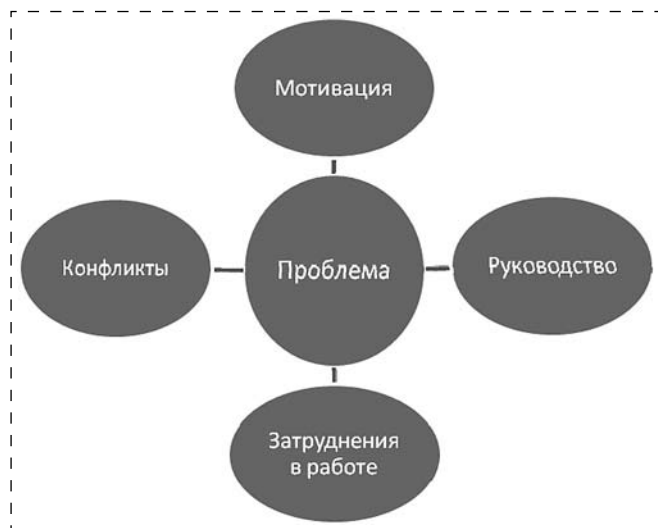 Мотивация
Конфликты
Проблема
Руководство
Затруднения
в работе